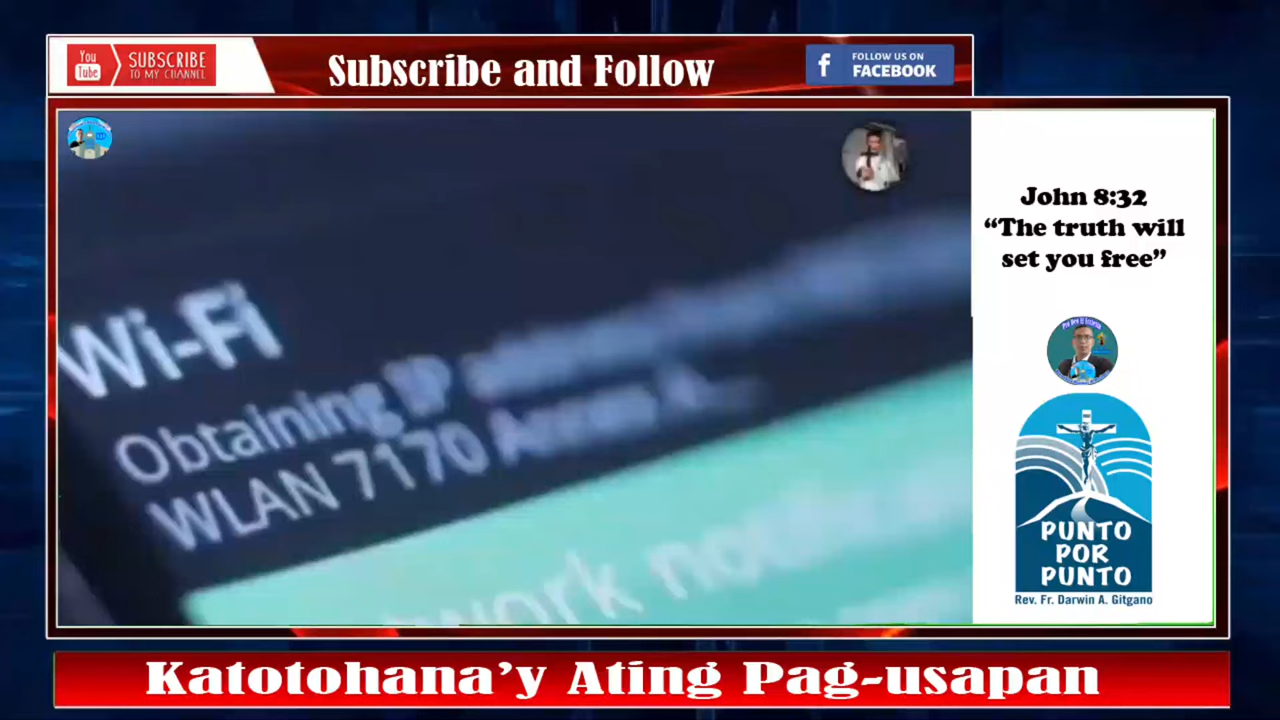 You
Tube
SUBSCRIBE
TO MY CHANNEL
Subscribe and Follow
FOLLOW US ON
FACEBOOK
John 8:32
“The truth will
set you free”
Wi-Fi
Obtaining IP
WLAN 7170
work
PUNTO
POR
PUNTO
Rev. Fr. Darwin A. Gitgano
Katotohana’y Ating Pag-usapan